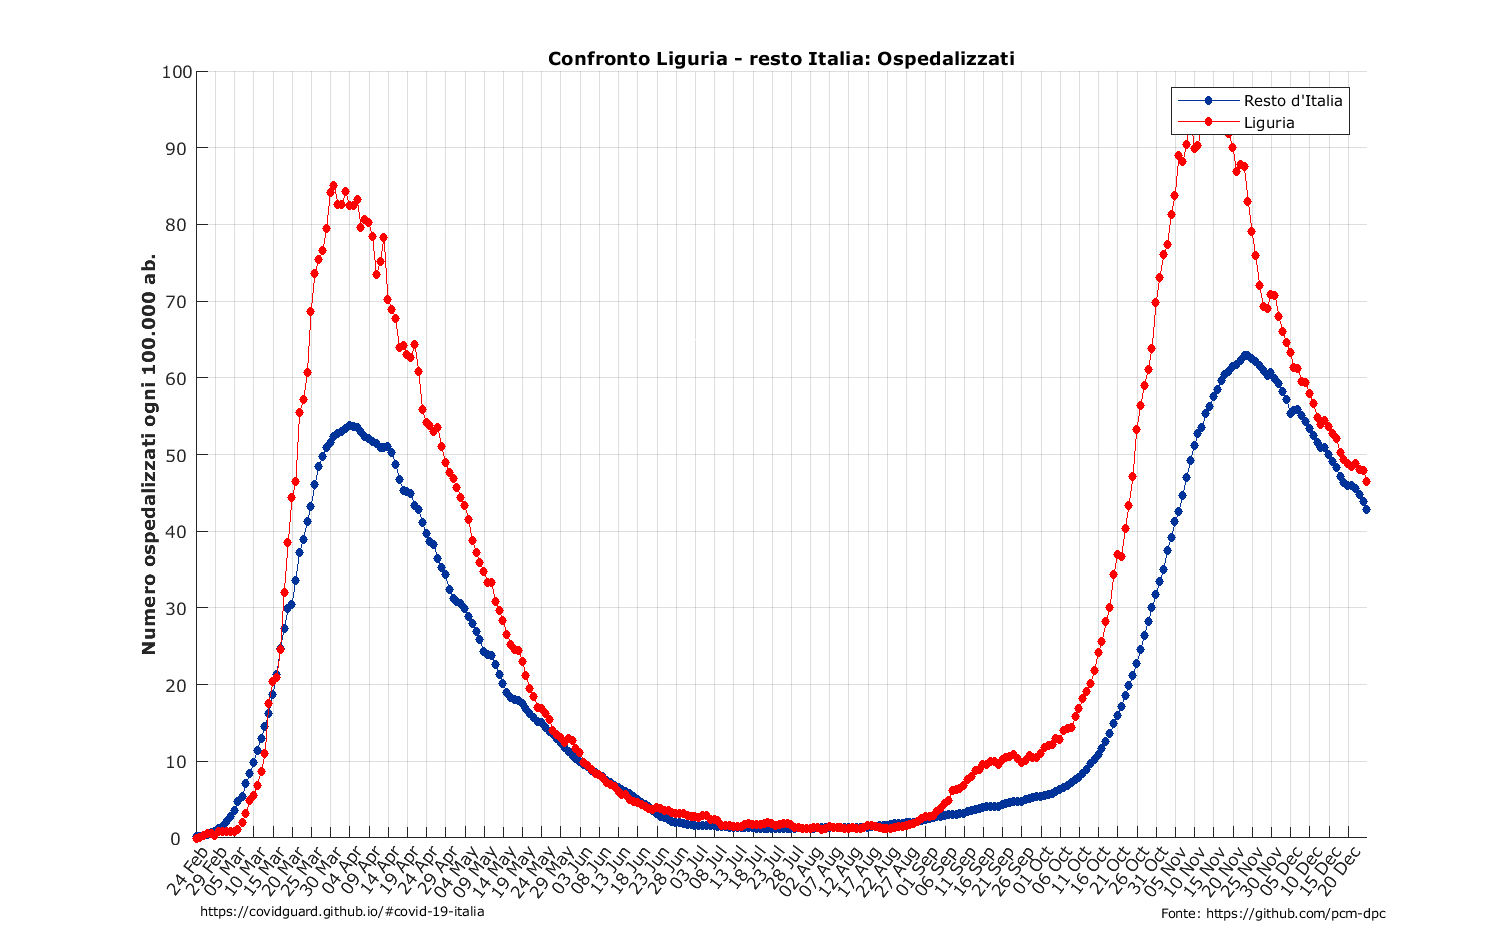 Confronto Liguria - resto Italia: Ospedalizzati
Resto d'Italia
Liguria
Numero ospedalizzati ogni 100.000 ab.
100
90
80
70
60
50
40
30
20
10
0
24 Feb
29 Feb
05 Mar
10 Mar
15 Mar
20 Mar
25 Mar
30 Mar
04 Apr
09 Apr
14 Apr
19 Apr
24 Apr
29 Apr
04 May
09 May
14 May
19 May
24 May
29 May
03 Jun
08 Jun
13 Jun
18 Jun
23 Jun
28 Jun
03 Jul
08 Jul
13 Jul
18 Jul
23 Jul
28 Jul
02 Aug
07 Aug
12 Aug
17 Aug
22 Aug
27 Aug
01 Sep
06 Sep
11 Sep
16 Sep
21 Sep
26 Sep
01 Oct
06 Oct
11 Oct
16 Oct
21 Oct
26 Oct
31 Oct
05 Nov
10 Nov
15 Nov
20 Nov
25 Nov
30 Nov
05 Dec
10 Dec
15 Dec
20 Dec
https://covidguard.github.io/#covid-19-italia
Fonte: https://github.com/pcm-dpc